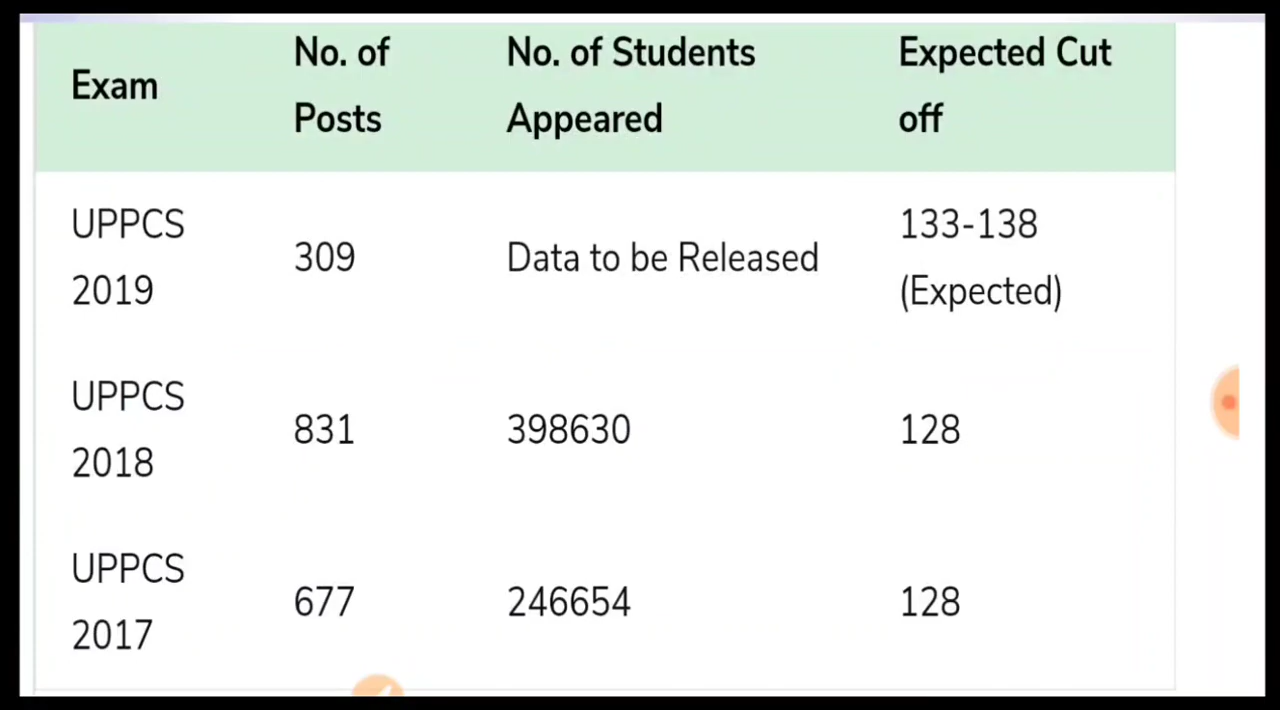 Exam
No. of
Posts
No. of Students
Appeared
Expected Cut
off
UPPCS
2019
309
Data to be Released
133-138
(Expected)
UPPCS
2018
831
398630
128
UPPCS
2017
677
246654
128